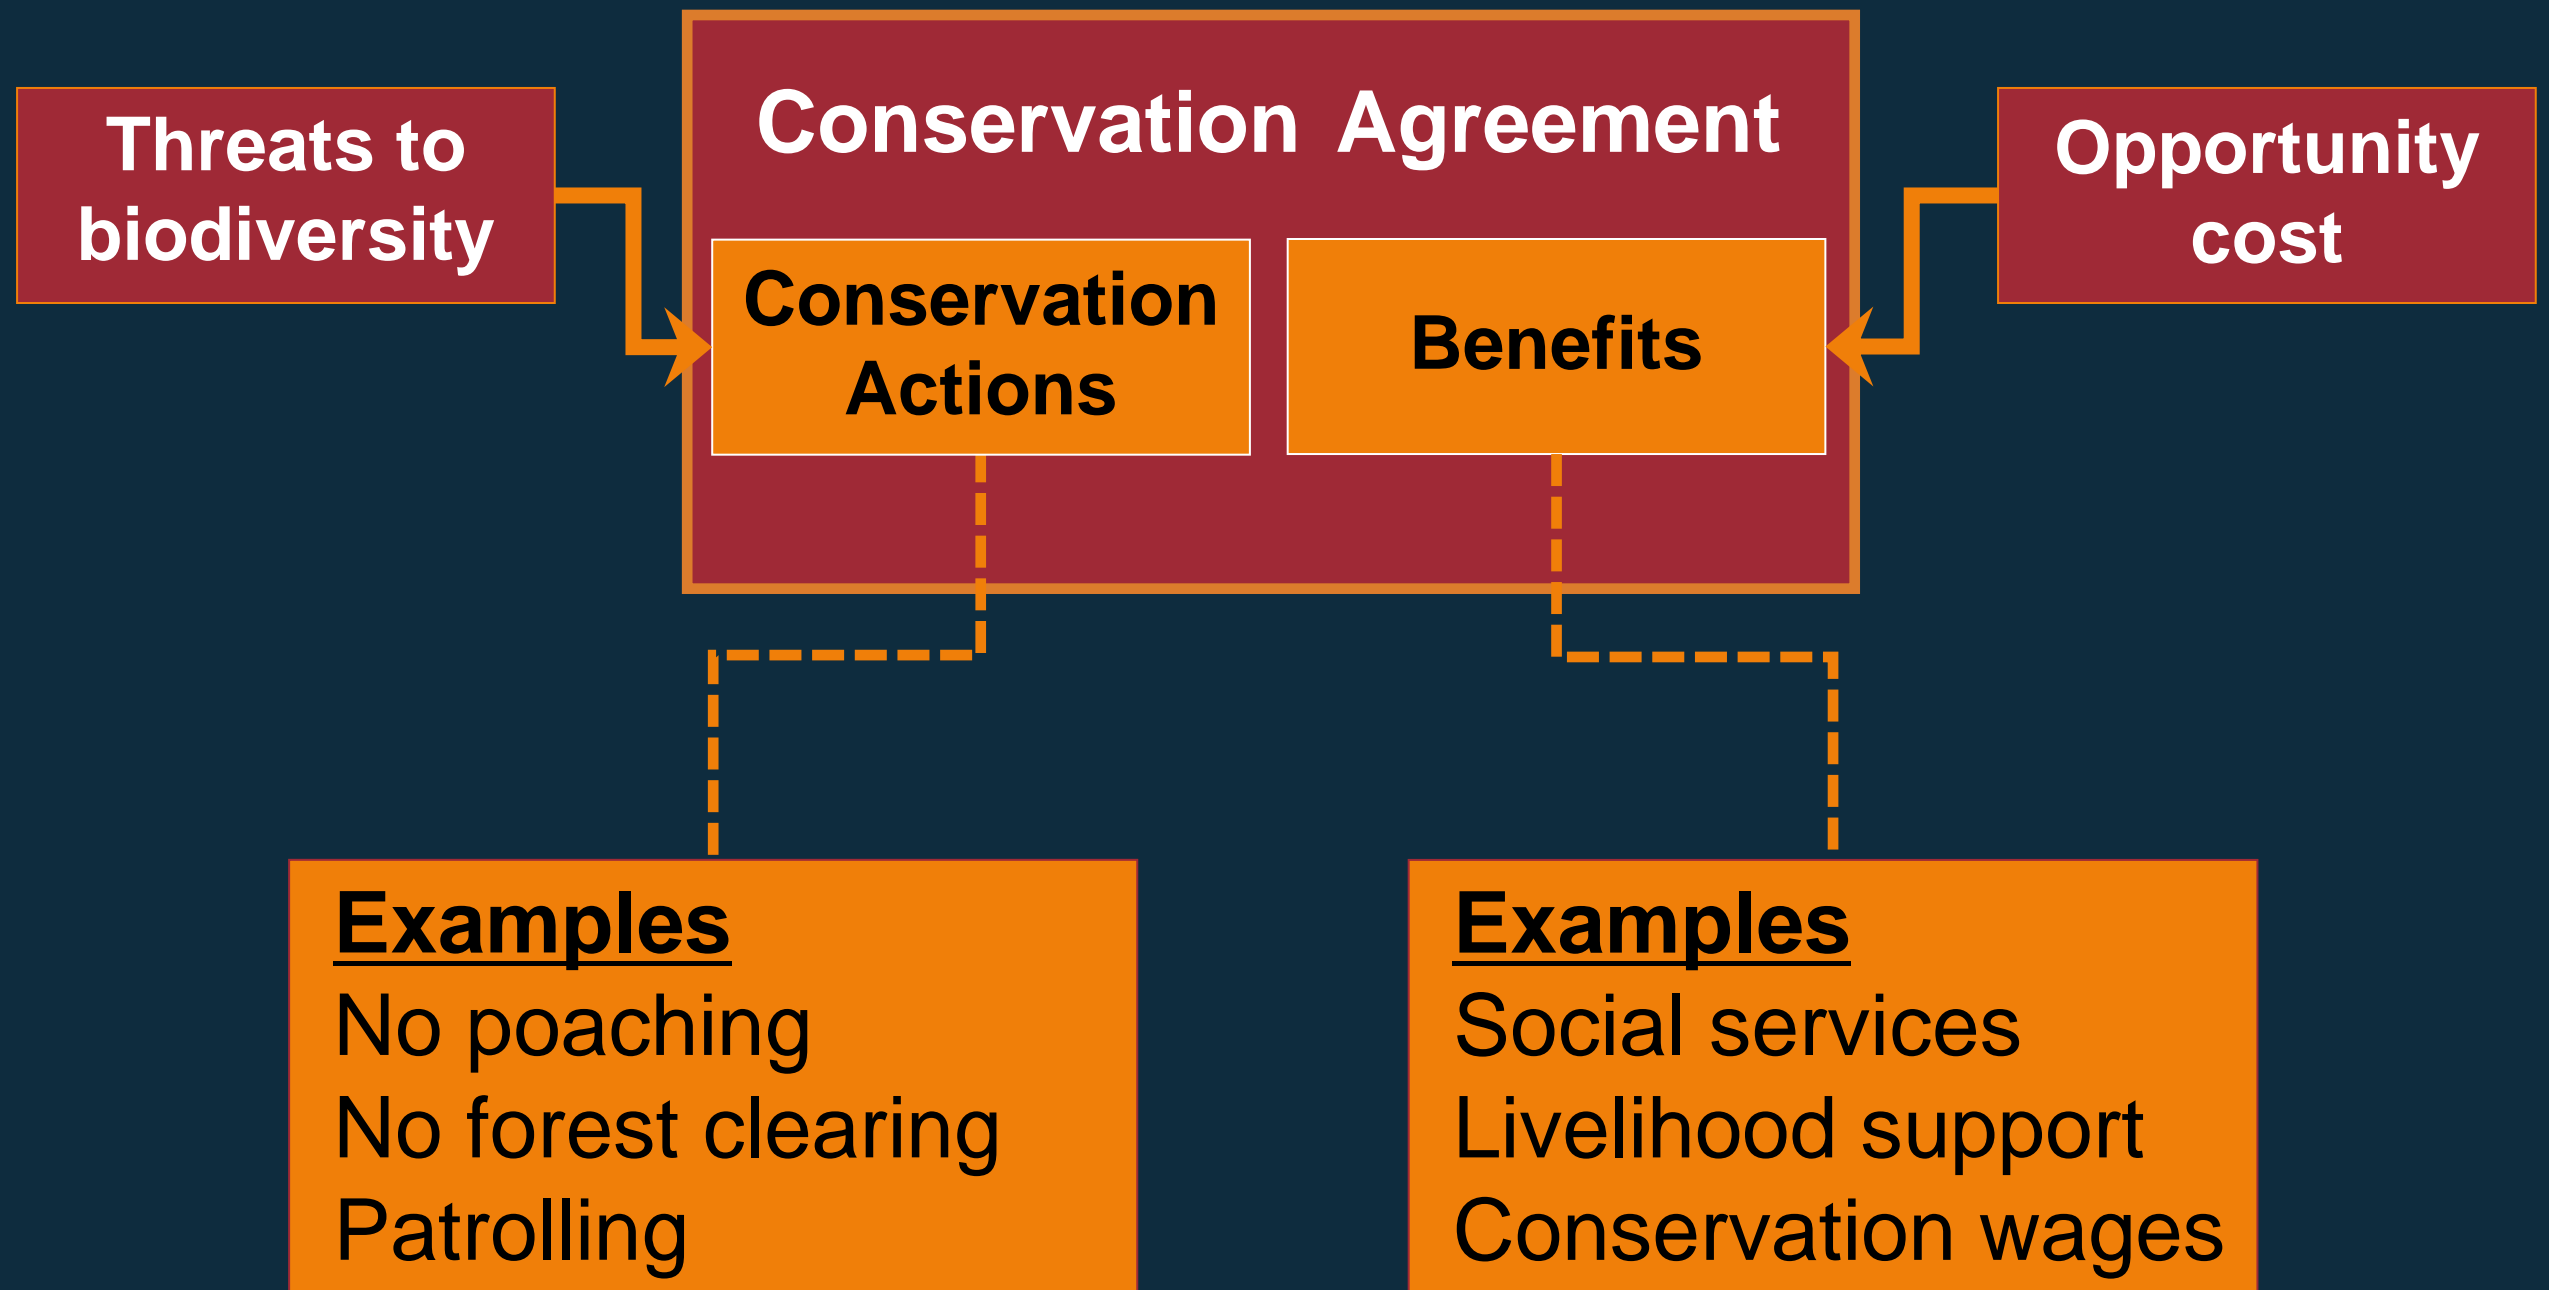 Threats to
biodiversity
Conservation Agreement
Conservation
Actions
Benefits
Opportunity
cost
Examples
No poaching
No forest clearing
Patrolling
Examples
Social services
Livelihood support
Conservation wages